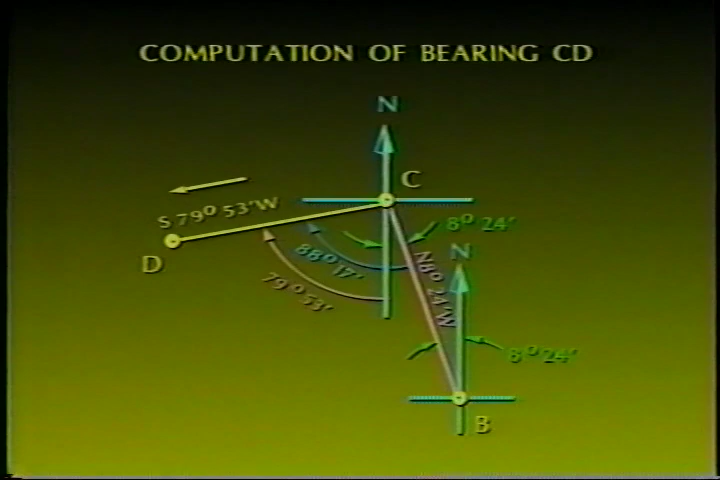 COMPUTATION OF BEARING CD
N
C
S 79° 53' W
8° 24'
N
D
88° 17'
N8° 24' W
79° 53'
8° 24'
B